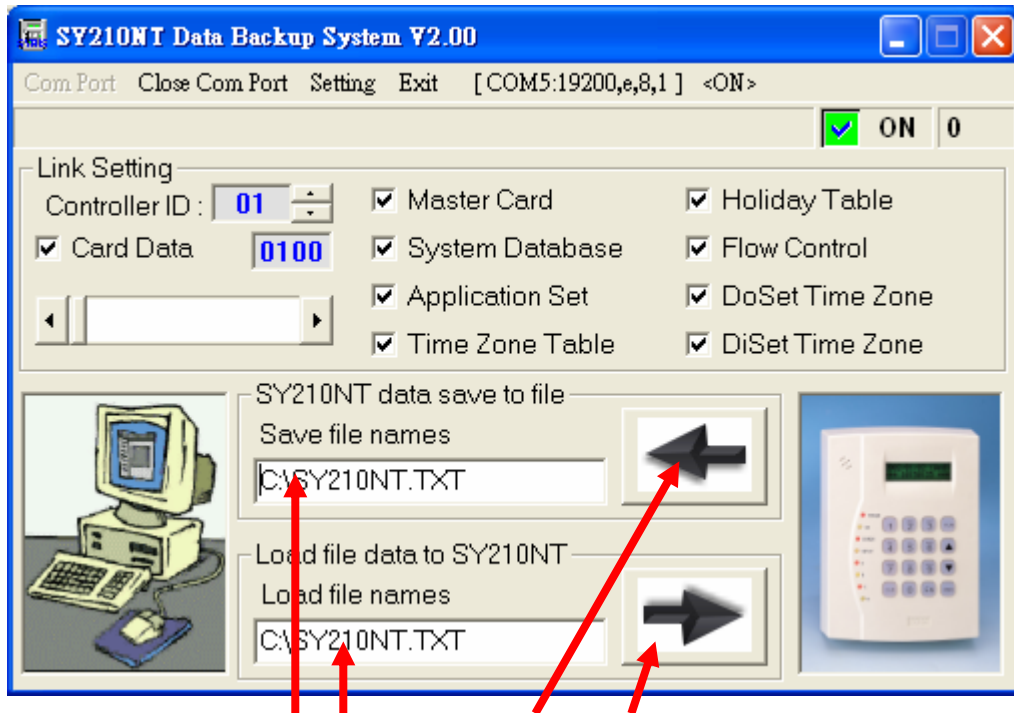 SY210NT Data Backup System V2.00
Com Port Close Com Port Setting Exit [ COM5:19200,e,8,1 ] <ON>
ON 0
Link Setting
Controller ID : 01
Card Data 0100
Master Card
System Database
Application Set
Time Zone Table
Holiday Table
Flow Control
DoSet Time Zone
DiSet Time Zone
SY210NT data save to file
Save file names
C:\SY210NT.TXT
Load file data to SY210NT
Load file names
C:\SY210NT.TXT